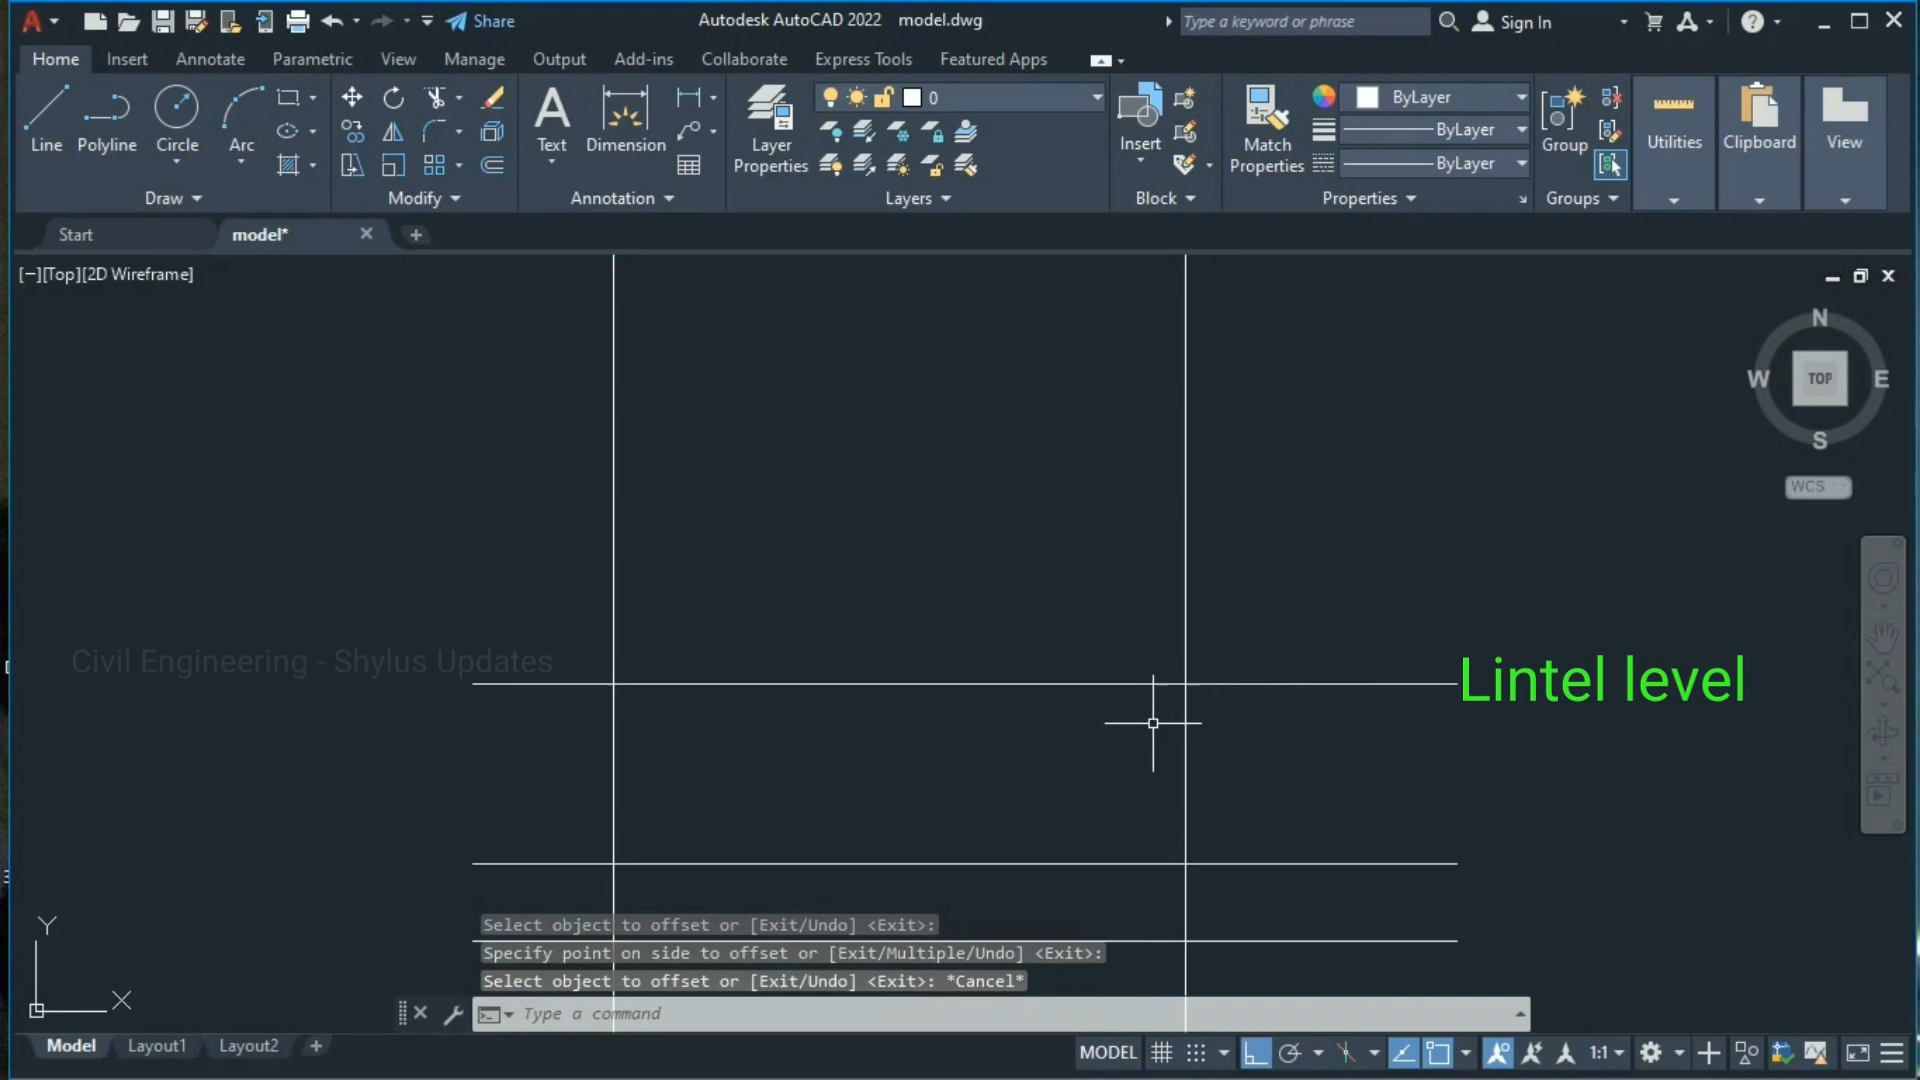 Share
Autodesk AutoCAD 2022 model.dwg
Type a keyword or phrase
Sign In
Home Insert Annotate Parametric View Manage Output Add-ins Collaborate Express Tools Featured Apps
Line Polyline Circle Arc
Text Dimension
Layer Properties
0
Insert
Match Properties
ByLayer
ByLayer
ByLayer
Group
Utilities
Clipboard
View
Draw Modify Annotation Layers Block Properties Groups
Start model*
[−][Top][2D Wireframe]
N
W TOP E
S
WCS
Civil Engineering - Shylus Updates
Lintel level
Select object to offset or [Exit/Undo] <Exit>:
Specify point on side to offset or [Exit/Multiple/Undo] <Exit>:
Select object to offset or [Exit/Undo] <Exit>: *Cancel*
Type a command
Y
X
Model Layout1 Layout2
MODEL 1:1